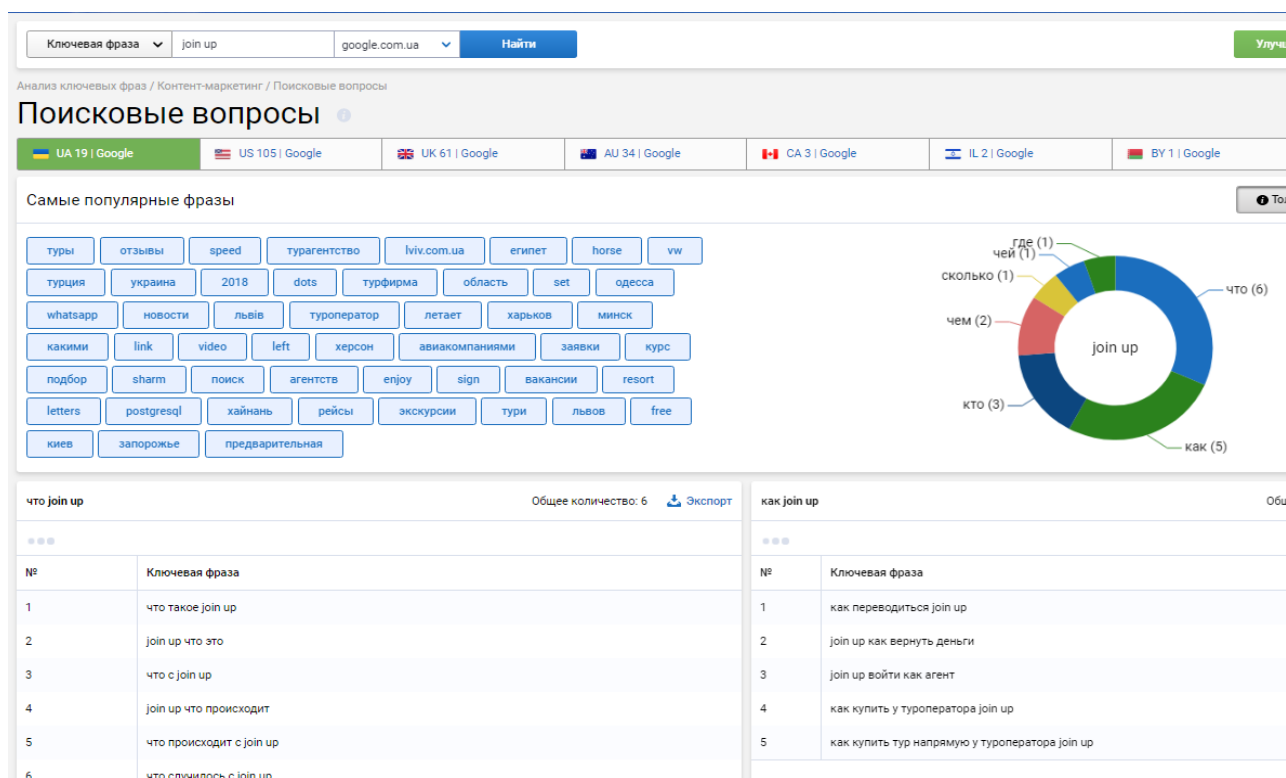 Ключевая фраза join up google.com.ua Найти
Анализ ключевых фраз / Контент-маркетинг / Поисковые вопросы
Поисковые вопросы
UA 19 | Google US 105 | Google UK 61 | Google AU 34 | Google CA 3 | Google IL 2 | Google BY 1 | Google
Самые популярные фразы
туры отзывы speed турагентство lviv.com.ua египет horse vw
турция украина 2018 dots турфирма область set одесса
whatsapp новости львів туроператор летает харьков минск
какими link video left херсон авиакомпаниями заявки курс
подбор sharm поиск агентств enjoy sign вакансии resort
letters postgresql хайнань рейсы экскурсии тури львов free
киев запорожье предварительная
где (1)
чей (1)
сколько (1)
что (6)
чем (2)
join up
кто (3)
как (5)
что join up Общее количество: 6 Экспорт
№ Ключевая фраза
1 что такое join up
2 join up что это
3 что с join up
4 join up что происходит
5 что происходит с join up
6 что случилось с join up
как join up
№ Ключевая фраза
1 как переводиться join up
2 join up как вернуть деньги
3 join up войти как агент
4 как купить у туроператора join up
5 как купить тур напрямую у туроператора join up